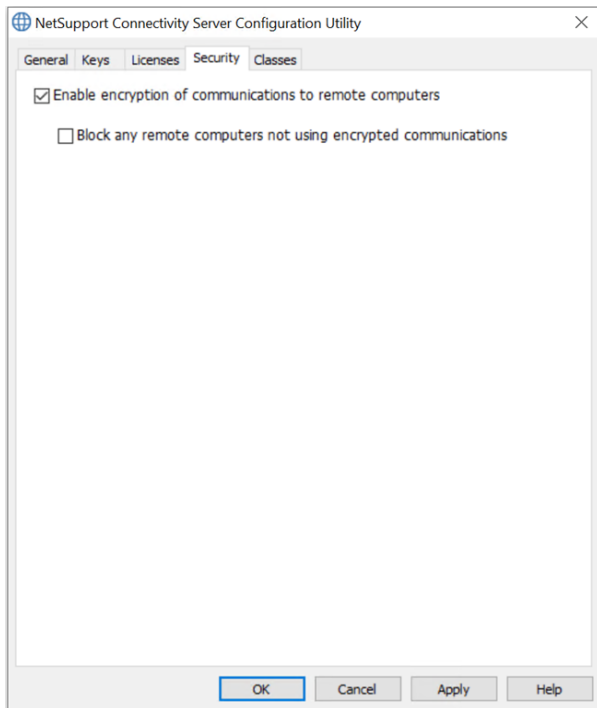 NetSupport Connectivity Server Configuration Utility
General Keys Licenses Security Classes
Enable encryption of communications to remote computers
Block any remote computers not using encrypted communications
OK Cancel Apply Help